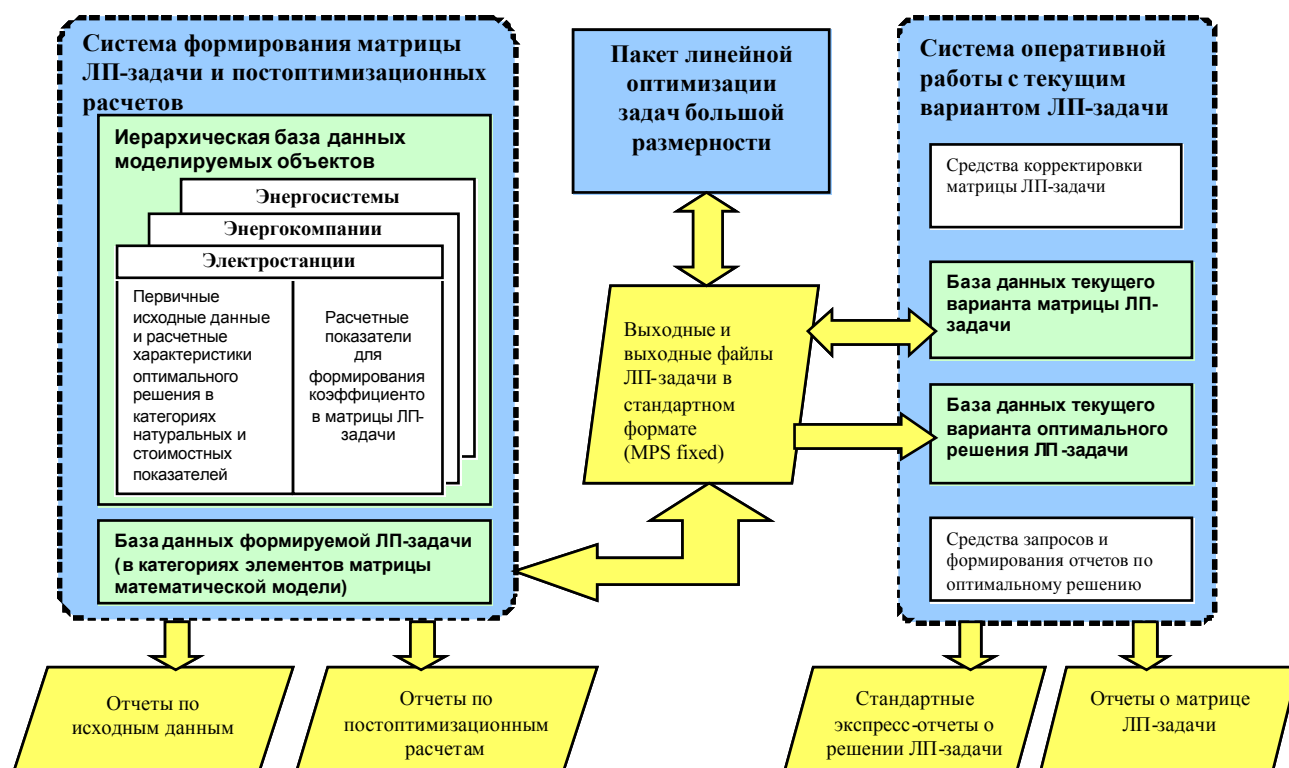 Система формирования матрицы
ЛП-задачи и постоптимизационных
расчетов
Иерархическая база данных
моделируемых объектов
Энергосистемы
Энергокомпании
Электростанции
Первичные
исходные данные
и расчетные
характеристики
оптимального
решения в
категориях
натуральных и
стоимостных
показателей
Расчетные
показатели
для
формирования
коэффициенто
в матрицы ЛП-
задачи
База данных формируемой ЛП-задачи
(в категориях элементов матрицы
математической модели)
Отчеты по
исходным данным
Отчеты по
постоптимизационным
расчетам
Пакет линейной
оптимизации
задач большой
размерности
Выходные и
выходные файлы
ЛП-задачи в
стандартном
формате
(MPS fixed)
Система оперативной
работы с текущим
вариантом ЛП-задачи
Средства корректировки
матрицы ЛП-задачи
База данных текущего
варианта матрицы ЛП-
задачи
База данных текущего
варианта оптимального
решения ЛП-задачи
Средства запросов и
формирования отчетов по
оптимальному решению
Стандартные
экспресс-отчеты о
решении ЛП-задачи
Отчеты о матрице
ЛП-задачи